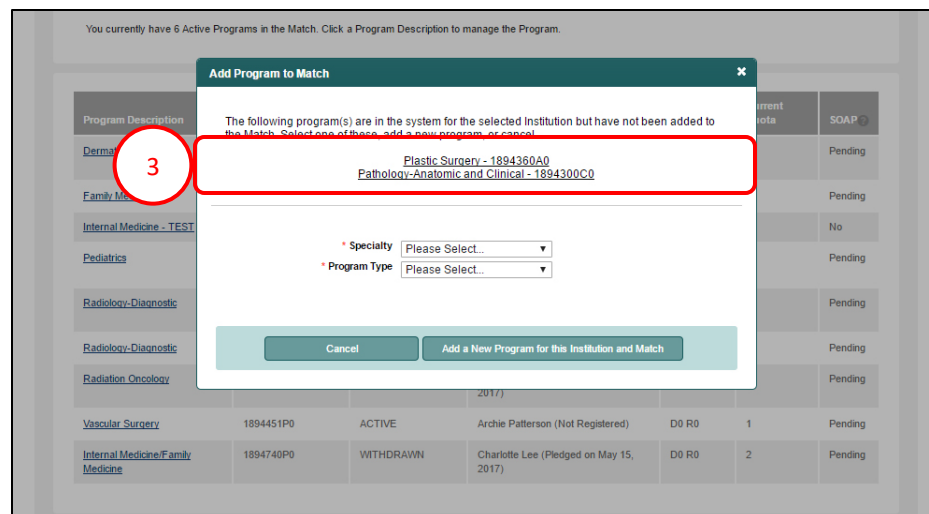 You currently have 6 Active Programs in the Match. Click a Program Description to manage the Program.
Add Program to Match
The following program(s) are in the system for the selected Institution but have not been added to
the Match. Select one of these, add a new program, or cancel
Plastic Surgery - 1894360A0
Pathology-Anatomic and Clinical - 1894300C0
3
* Specialty Please Select...
* Program Type Please Select...
Cancel Add a New Program for this Institution and Match
Program Description SOAP
Pending
Pending
Internal Medicine - TEST No
Pediatrics Pending
Radiology-Diagnostic Pending
Radiology-Diagnostic Pending
Radiation Oncology Pending
2017)
Vascular Surgery 1894451P0 ACTIVE Archie Patterson (Not Registered) D0 R0 1 Pending
Internal Medicine/Family 1894740P0 WITHDRAWN Charlotte Lee (Pledged on May 15, D0 R0 2 Pending
Medicine 2017)